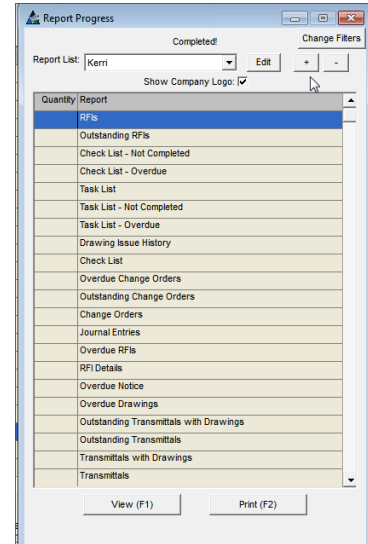 Report Progress
Completed!
Change Filters
Report List: Kerri Edit + -
Show Company Logo:
Quantity Report
RFIs
Outstanding RFIs
Check List - Not Completed
Check List - Overdue
Task List
Task List - Not Completed
Task List - Overdue
Drawing Issue History
Check List
Overdue Change Orders
Outstanding Change Orders
Change Orders
Journal Entries
Overdue RFIs
RFI Details
Overdue Notice
Overdue Drawings
Outstanding Transmittals with Drawings
Outstanding Transmittals
Transmittals with Drawings
Transmittals
View (F1) Print (F2)